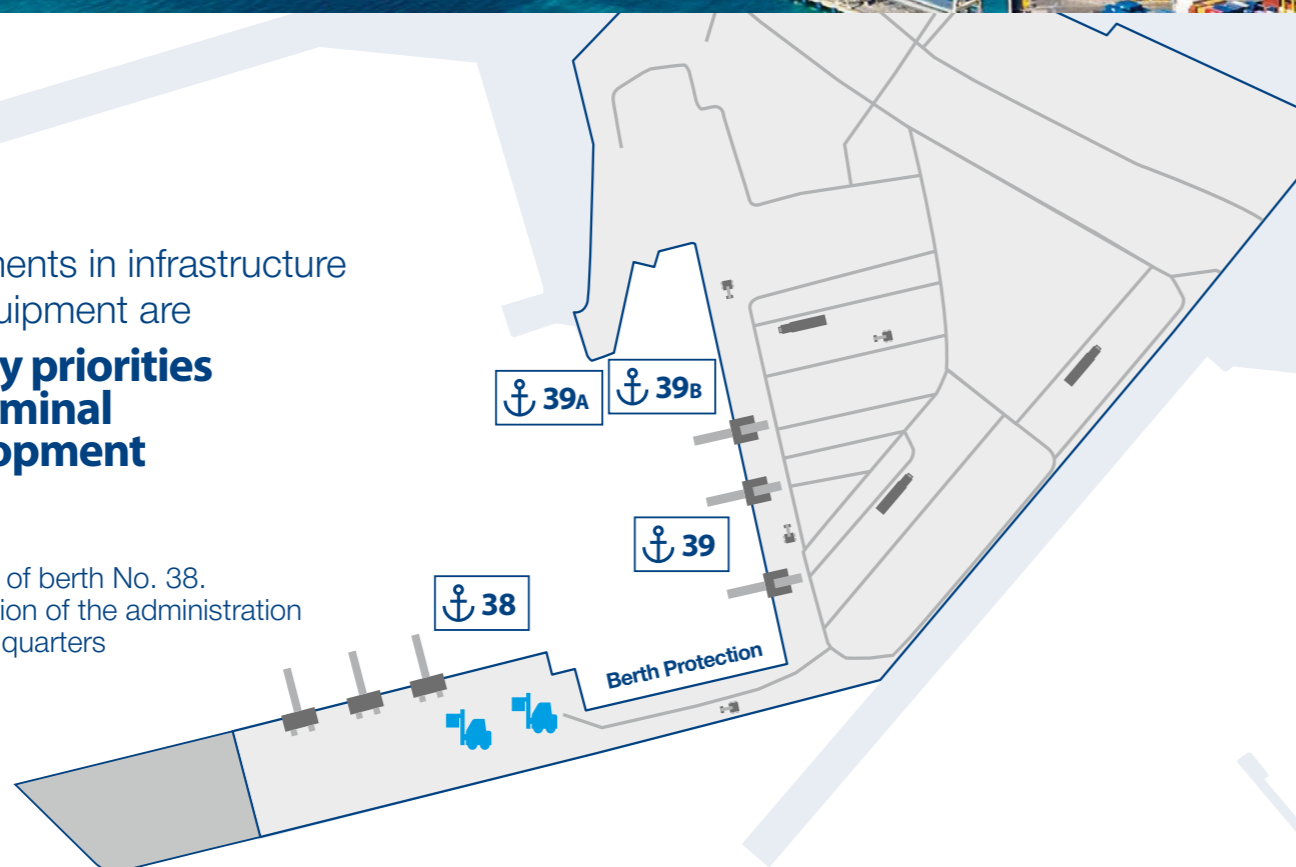 ments in infrastructure
uipment are
y priorities
minal
opment
39A
39B
39
38
of berth No. 38.
ion of the administration
quarters
Berth Protection